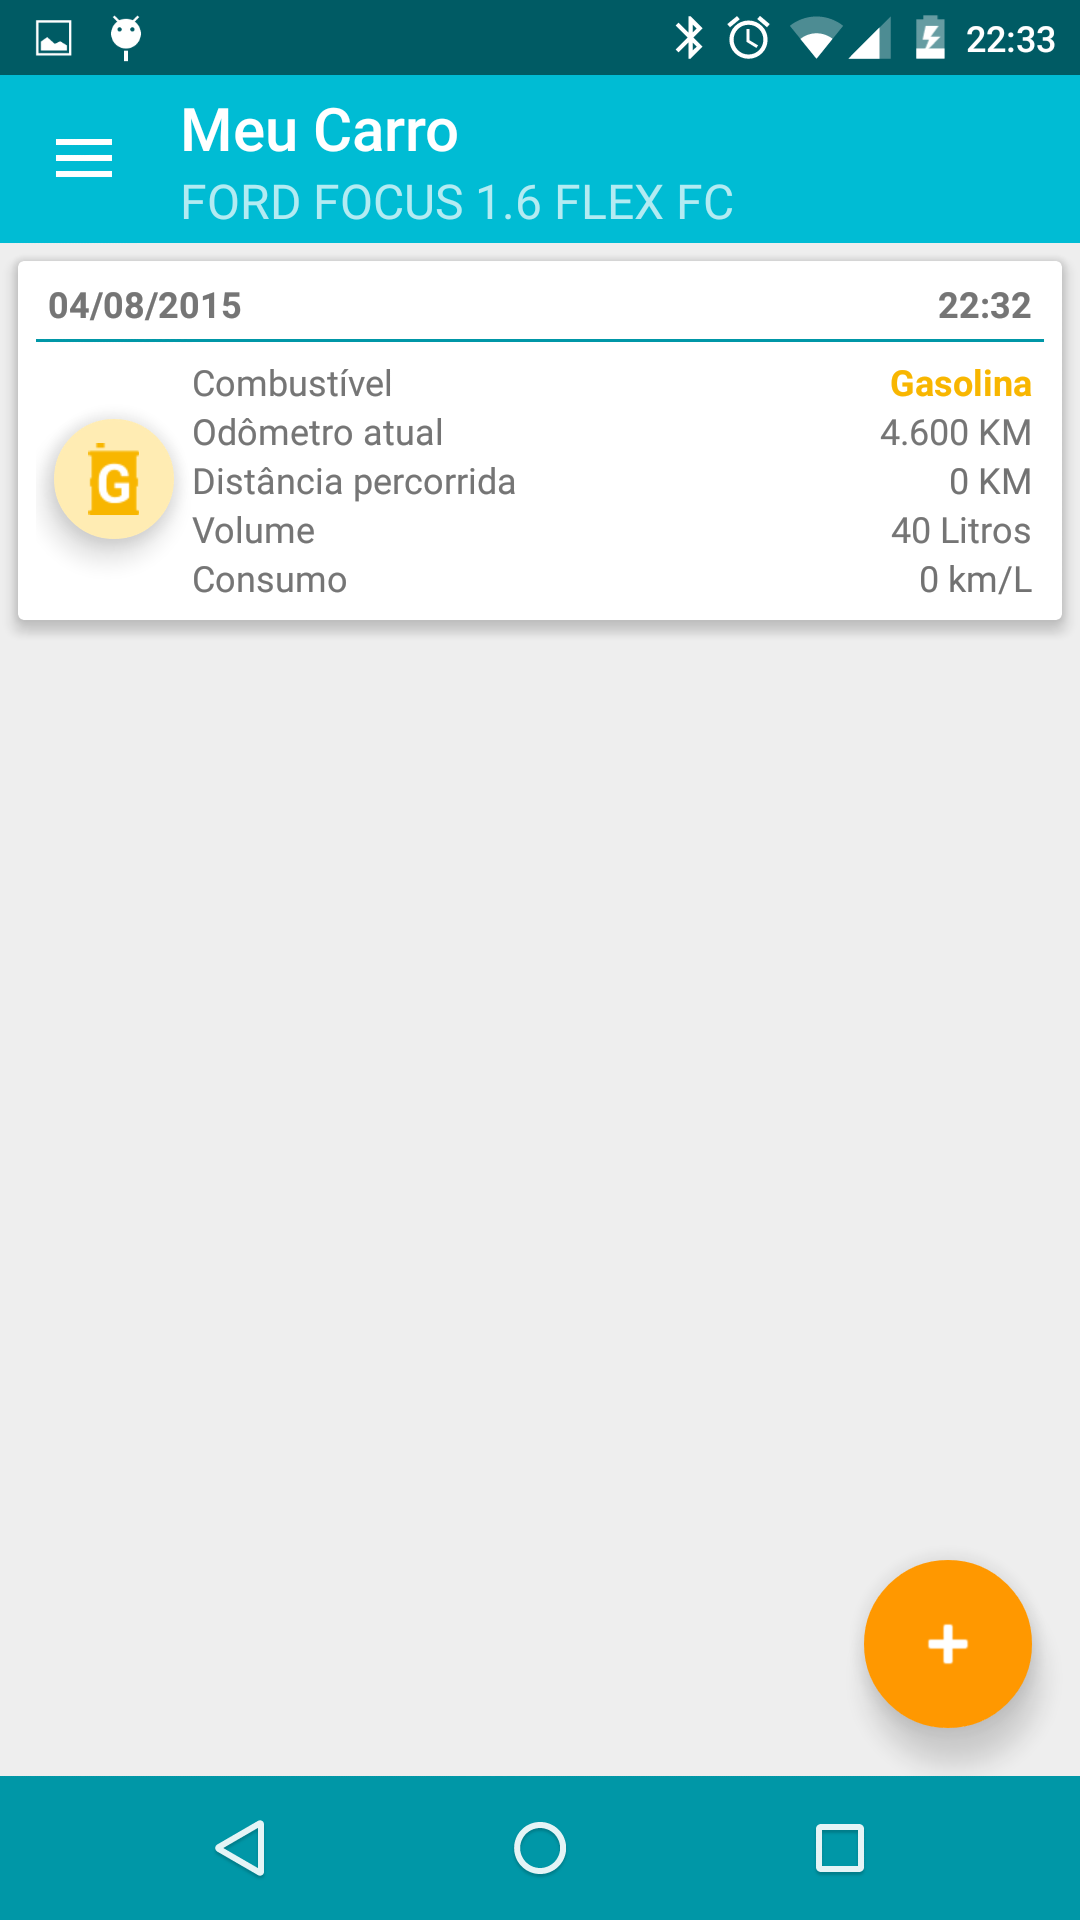 22:33
Meu Carro
FORD FOCUS 1.6 FLEX FC
04/08/2015 22:32
Combustível Gasolina
Odômetro atual 4.600 KM
G
Distância percorrida 0 KM
Volume 40 Litros
Consumo 0 km/L
+